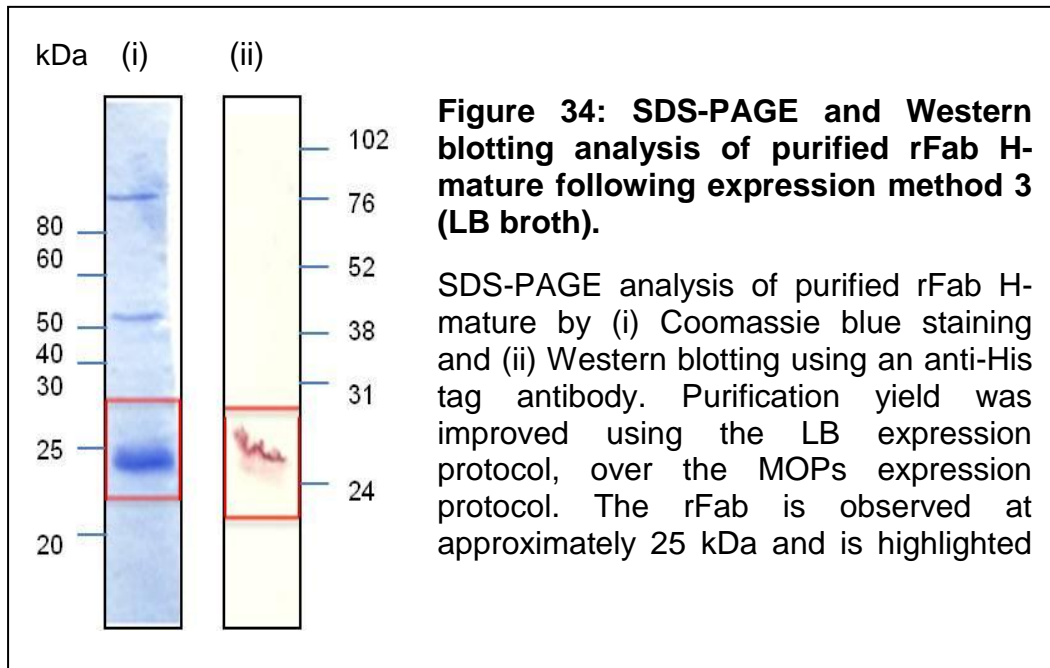 kDa (i) (ii)
80
60
50
40
30
25
20
102
76
52
38
31
24
Figure 34: SDS-PAGE and Western
blotting analysis of purified rFab H-
mature following expression method 3
(LB broth).
SDS-PAGE analysis of purified rFab H-
mature by (i) Coomassie blue staining
and (ii) Western blotting using an anti-His
tag antibody. Purification yield was
improved using the LB expression
protocol, over the MOPs expression
protocol. The rFab is observed at
approximately 25 kDa and is highlighted